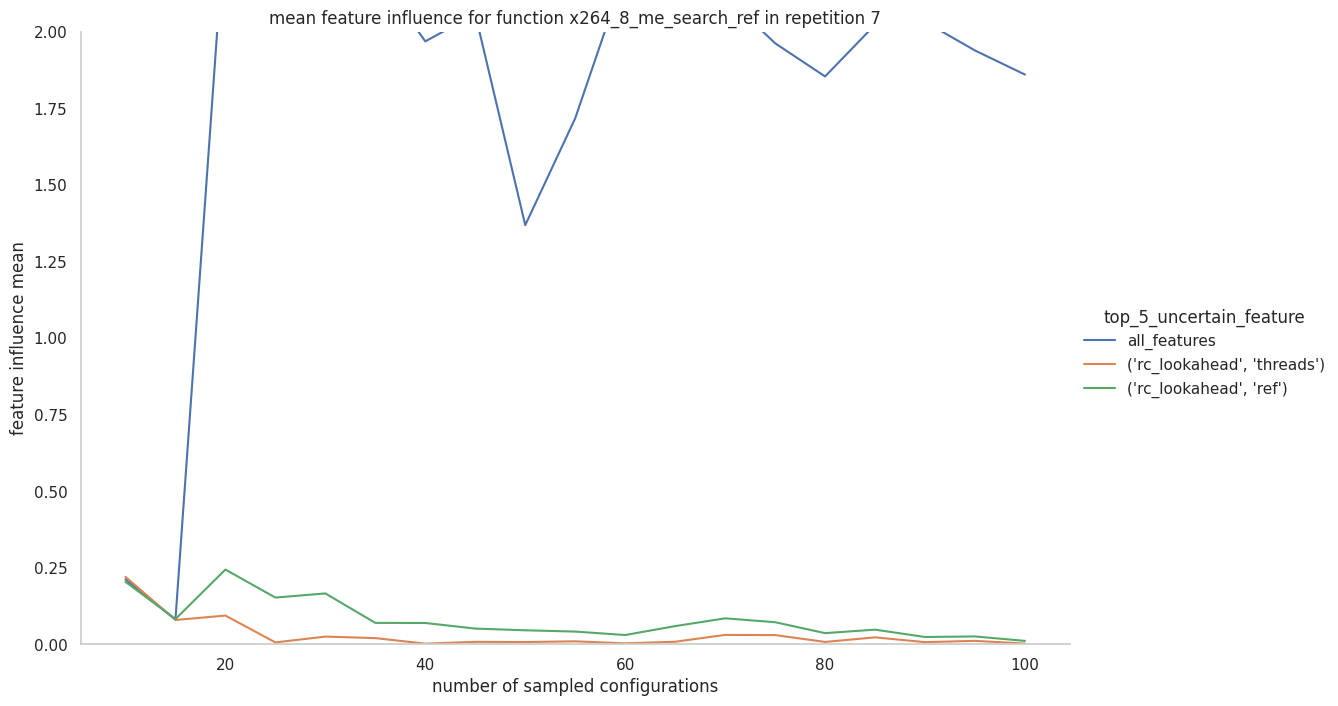 mean feature influence for function x264_8_me_search_ref in repetition 7
2.00
1.75
1.50
1.25
1.00
0.75
0.50
0.25
0.00
feature influence mean
20
40
60
80
100
number of sampled configurations
top_5_uncertain_feature
all_features
('rc_lookahead', 'threads')
('rc_lookahead', 'ref')